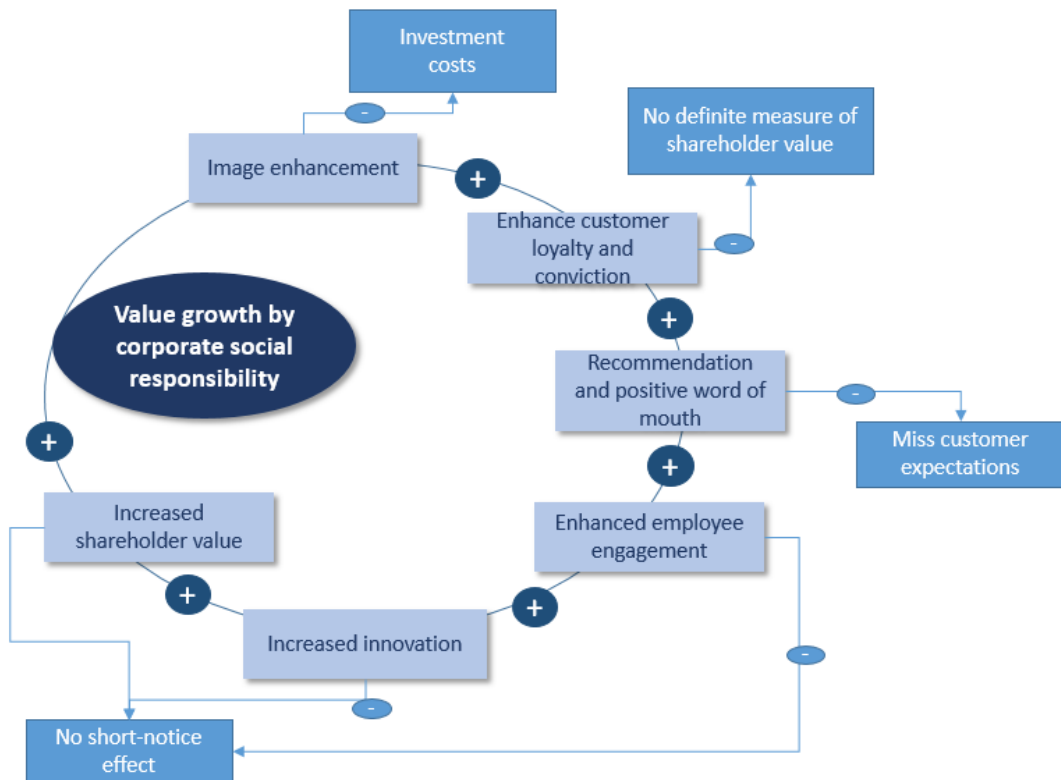 Investment
costs
-
No definite measure of
shareholder value
Image enhancement
+
Enhance customer
loyalty and
conviction
-
Value growth by
corporate social
responsibility
+
Recommendation
and positive word of
mouth
-
Miss customer
expectations
+
+
Increased
shareholder value
Enhanced employee
engagement
+
+
Increased innovation
-
-
No short-notice
effect